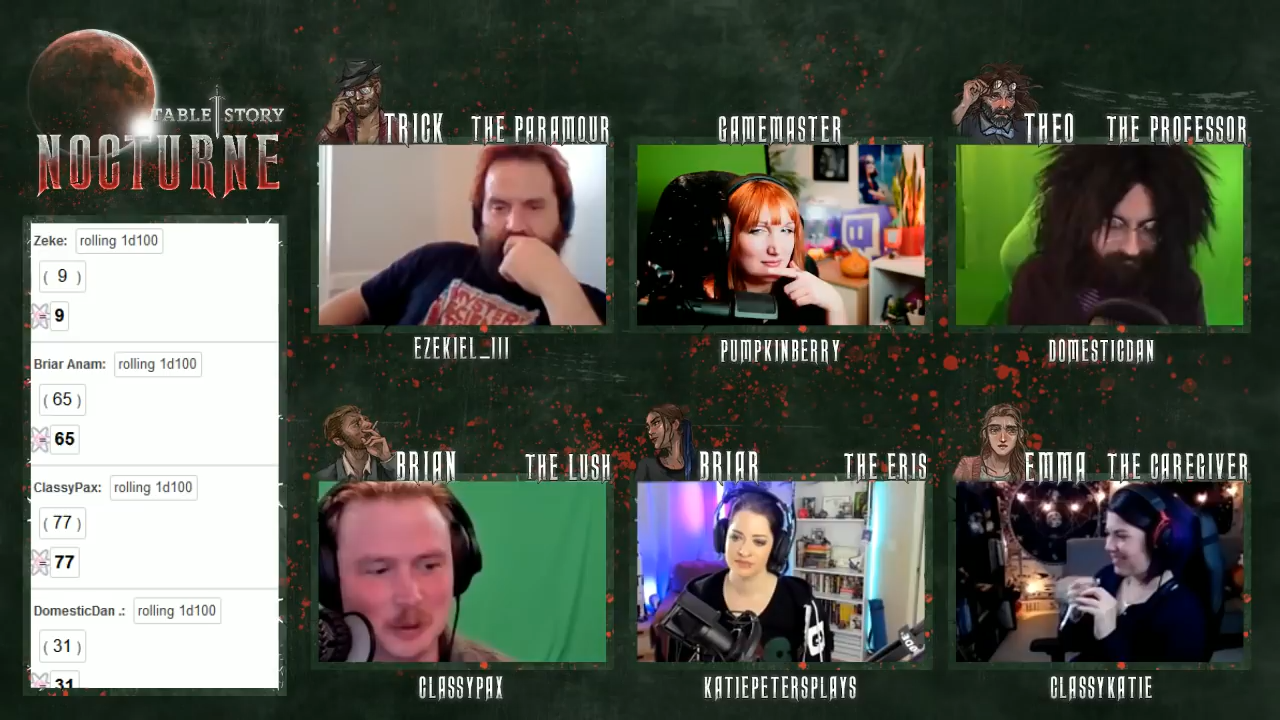 TABLE STORY
NOCTURNE
Zeke: rolling 1d100
( 9 )
= 9
Briar Anam: rolling 1d100
( 65 )
= 65
ClassyPax: rolling 1d100
( 77 )
= 77
DomesticDan .: rolling 1d100
( 31 )
= 31
TRICK THE PARAMOUR
EZEKIEL_III
GAMEMASTER
PUMPKINBERRY
THEO THE PROFESSOR
DOMESTICDAN
BRIAN THE LUSH
CLASSYPAX
BRIAR THE ERIS
KATIEPETERSPLAYS
EMMA THE CAREGIVER
CLASSYKATIE